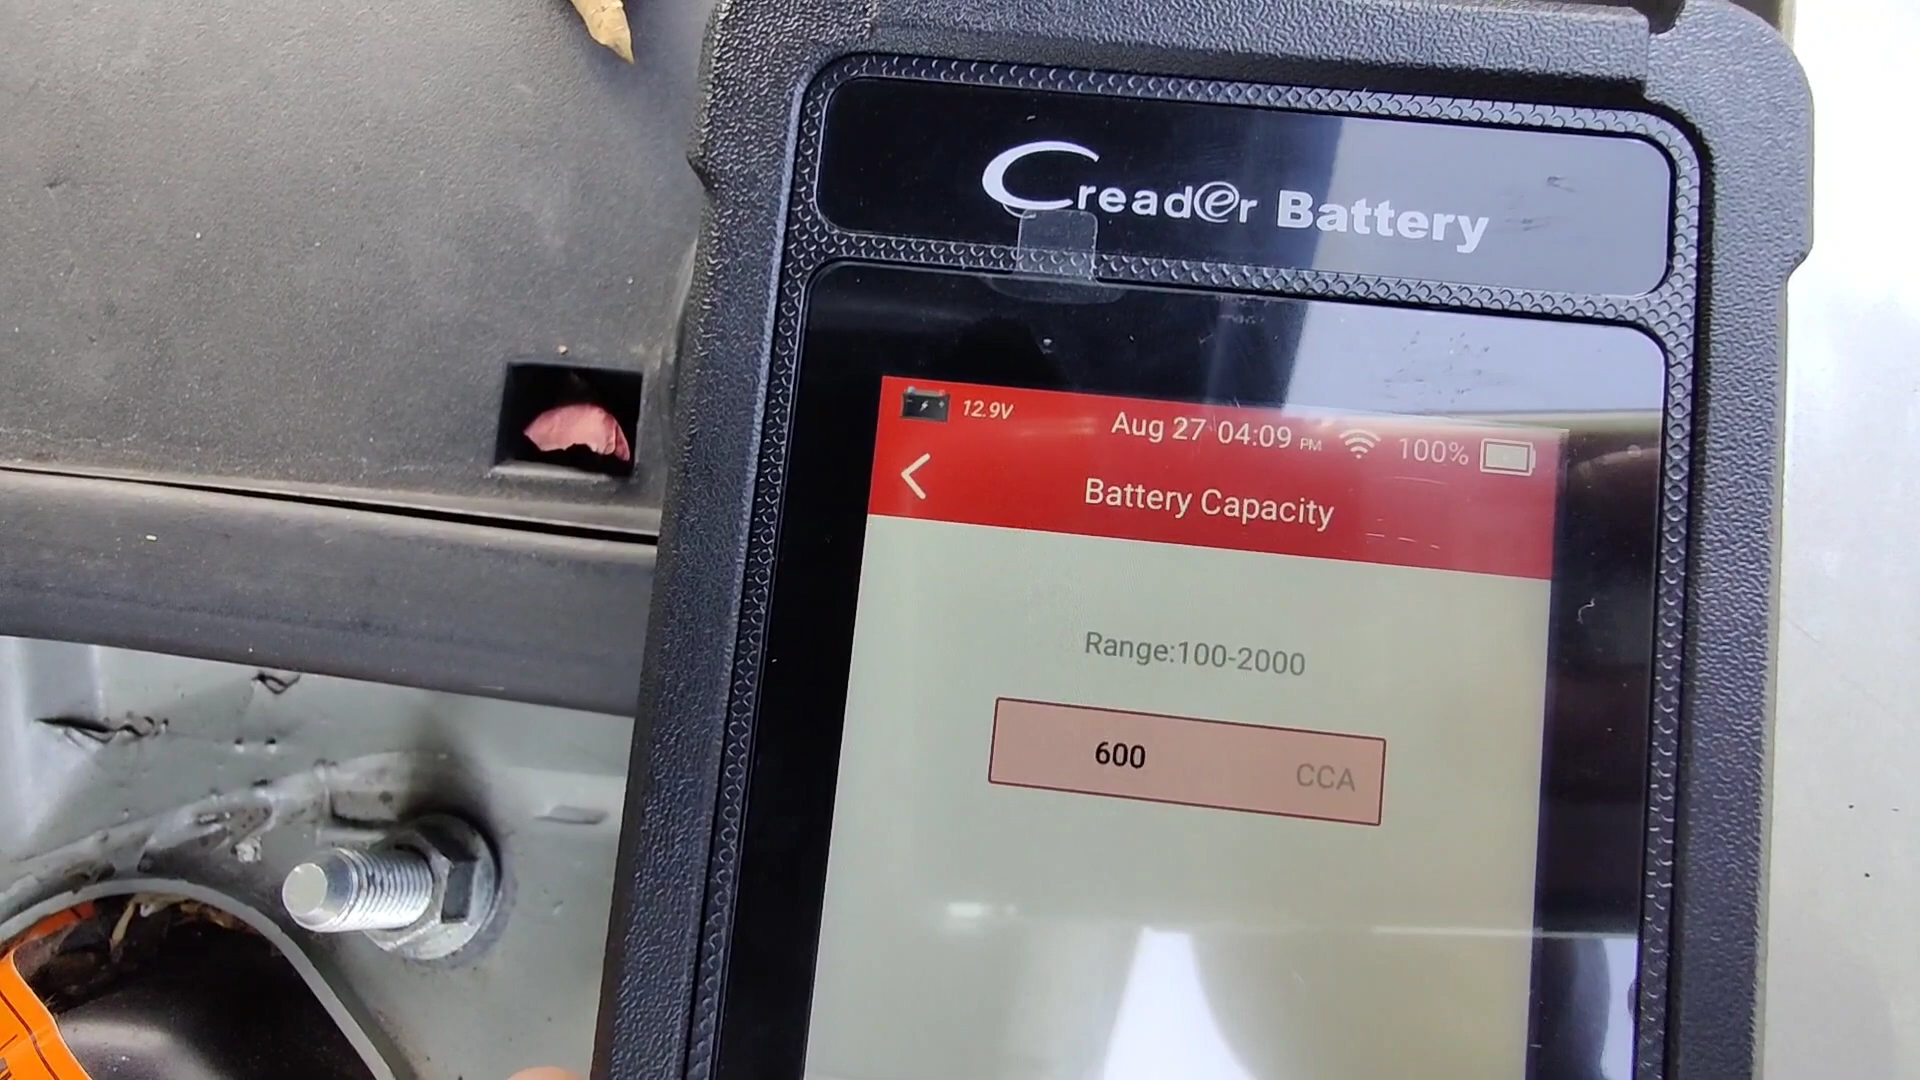 Creader Battery
12.9V Aug 27 04:09 PM 100%
Battery Capacity
Range:100-2000
600 CCA